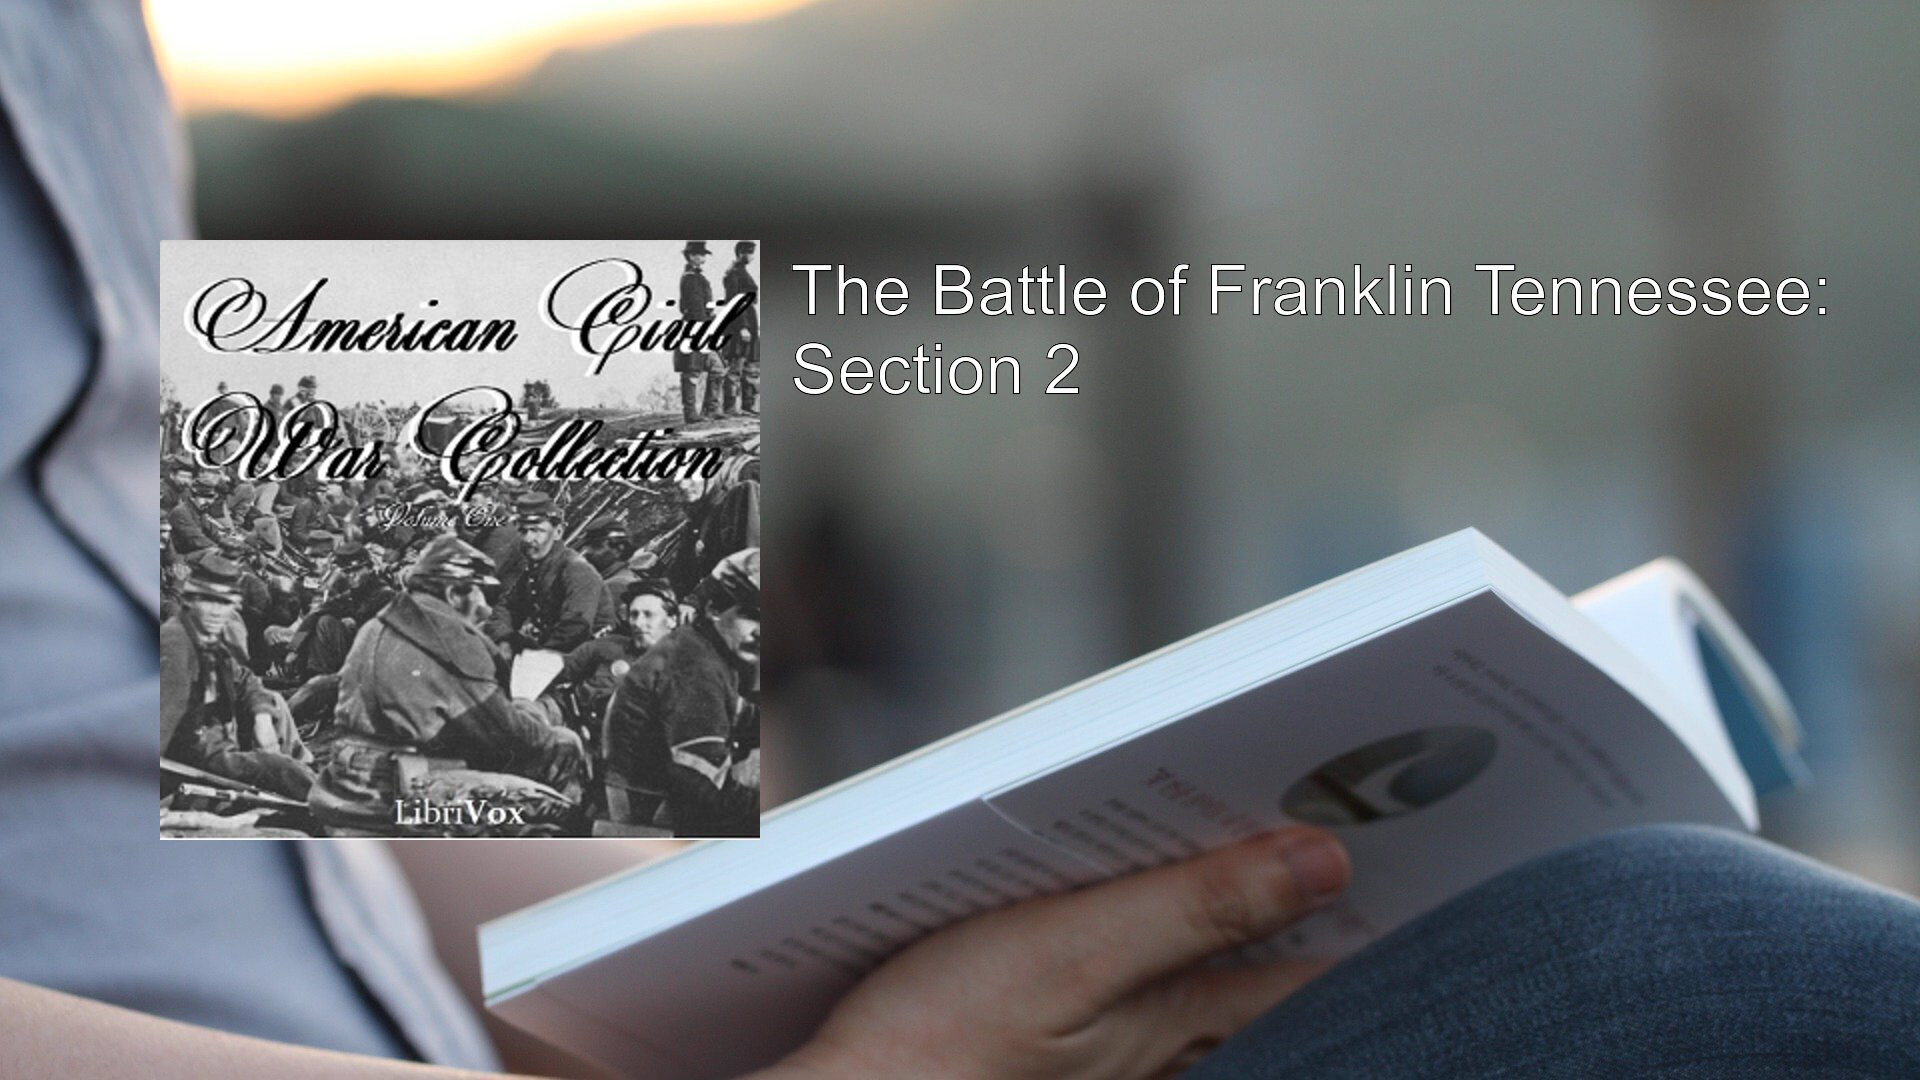 American Civil
War Collection
Volume One
LibriVox
The Battle of Franklin Tennessee:
Section 2